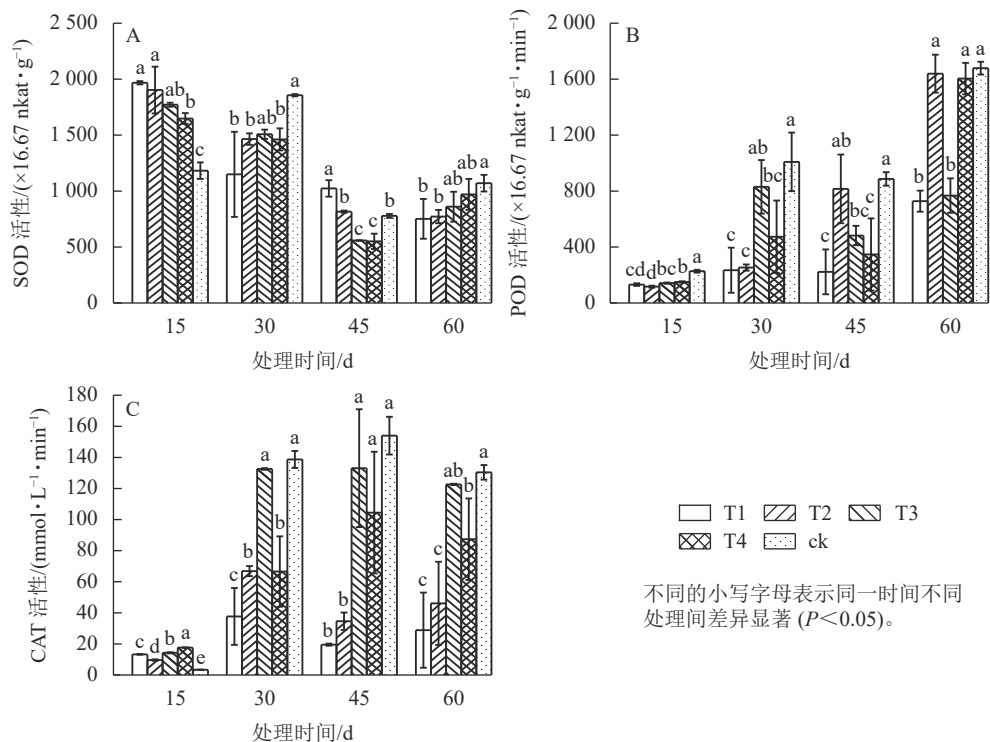 A
SOD 活性/(×16.67 nkat·g⁻¹)
2 500
2 000
1 500
1 000
500
0
a a ab b c
b b ab b a
a b c c b
b b ab ab a
15 30 45 60
处理时间/d
B
POD 活性/(×16.67 nkat·g⁻¹·min⁻¹)
2 000
1 600
1 200
800
400
0
cd d bc b a
c c ab bc a
c ab bc c a
b a b a a
15 30 45 60
处理时间/d
C
CAT 活性/(mmol·L⁻¹·min⁻¹)
180
160
140
120
100
80
60
40
20
0
c d b a e
c b a b a
b b a a a
c c ab b a
15 30 45 60
处理时间/d
T1 T2 T3
T4 ck
不同的小写字母表示同一时间不同
处理间差异显著 (P<0.05)。